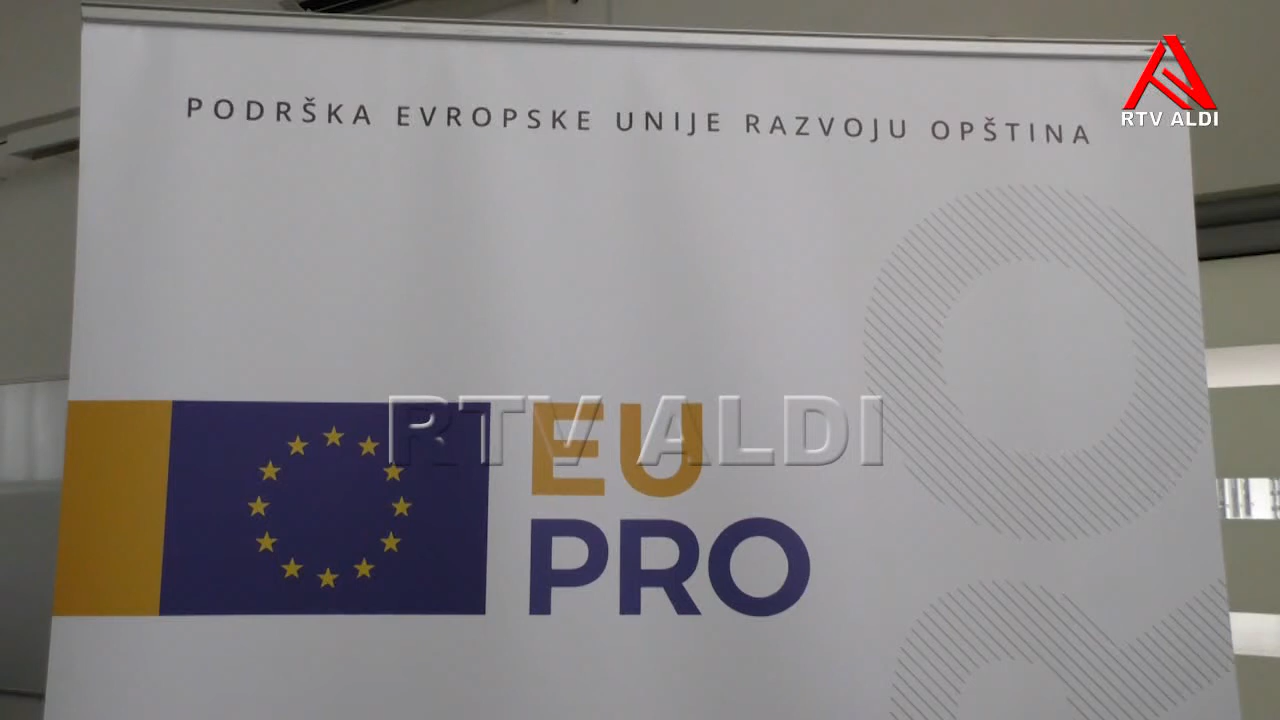 PODRŠKA EVROPSKE UNIJE RAZVOJU OPŠTINA
RTV ALDI
RTV ALDI
EU
PRO